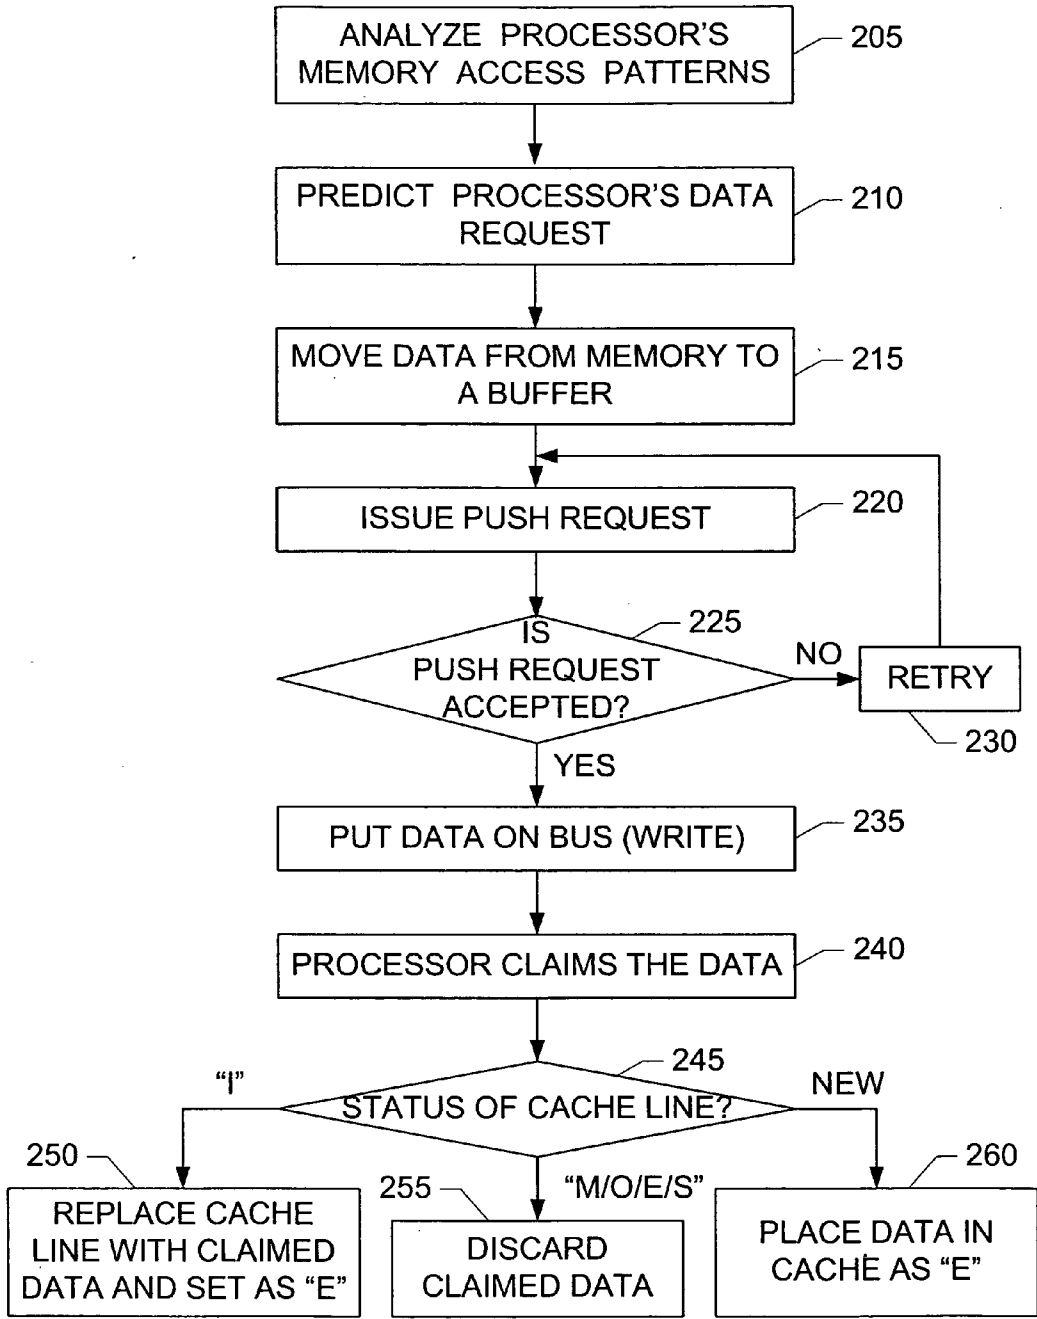 ANALYZE PROCESSOR'S
MEMORY ACCESS PATTERNS
205
PREDICT PROCESSOR'S DATA
REQUEST
210
MOVE DATA FROM MEMORY TO
A BUFFER
215
ISSUE PUSH REQUEST
220
IS
PUSH REQUEST
ACCEPTED?
225
NO
RETRY
230
YES
PUT DATA ON BUS (WRITE)
235
PROCESSOR CLAIMS THE DATA
240
STATUS OF CACHE LINE?
245
“I”
NEW
“M/O/E/S”
250
REPLACE CACHE
LINE WITH CLAIMED
DATA AND SET AS “E”
255
DISCARD
CLAIMED DATA
260
PLACE DATA IN
CACHE AS “E”